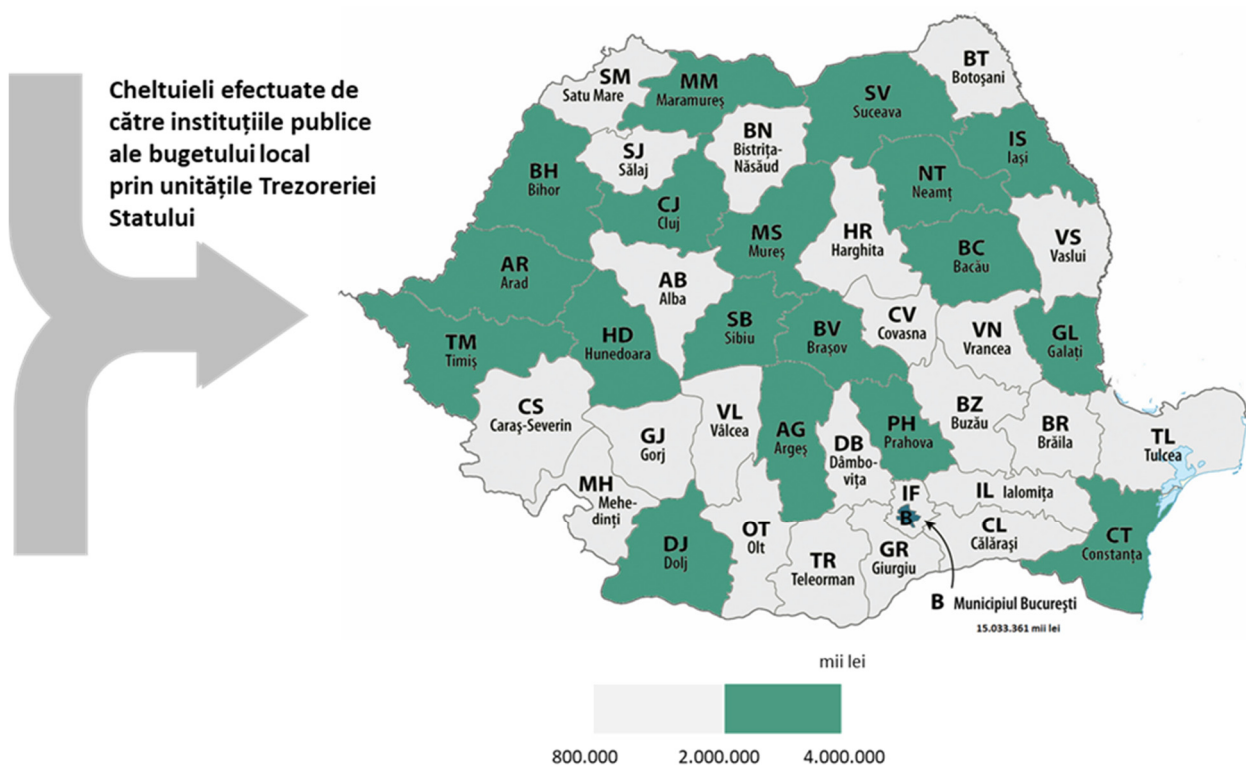 Cheltuieli efectuate de
către instituțiile publice
ale bugetului local
prin unitățile Trezoreriei
Statului
BT
Botoșani
SM
Satu Mare
MM
Maramureș
SV
Suceava
BN
Bistrița-
Năsăud
IS
Iași
SJ
Sălaj
BH
Bihor
NT
Neamț
CJ
Cluj
MS
Mureș
HR
Harghita
VS
Vaslui
BC
Bacău
AR
Arad
AB
Alba
CV
Covasna
SB
Sibiu
BV
Brașov
VN
Vrancea
GL
Galați
HD
Hunedoara
TM
Timiș
CS
Caraș-Severin
VL
Vâlcea
BZ
Buzău
BR
Brăila
GJ
Gorj
AG
Argeș
PH
Prahova
DB
Dâmbo-
vița
TL
Tulcea
MH
Mehe-
dinți
IF
IL Ialomița
B
CL
Călărași
OT
Olt
DJ
Dolj
CT
Constanța
GR
Giurgiu
TR
Teleorman
B Municipiul București
15.033.361 mii lei
mii lei
800.000 2.000.000 4.000.000